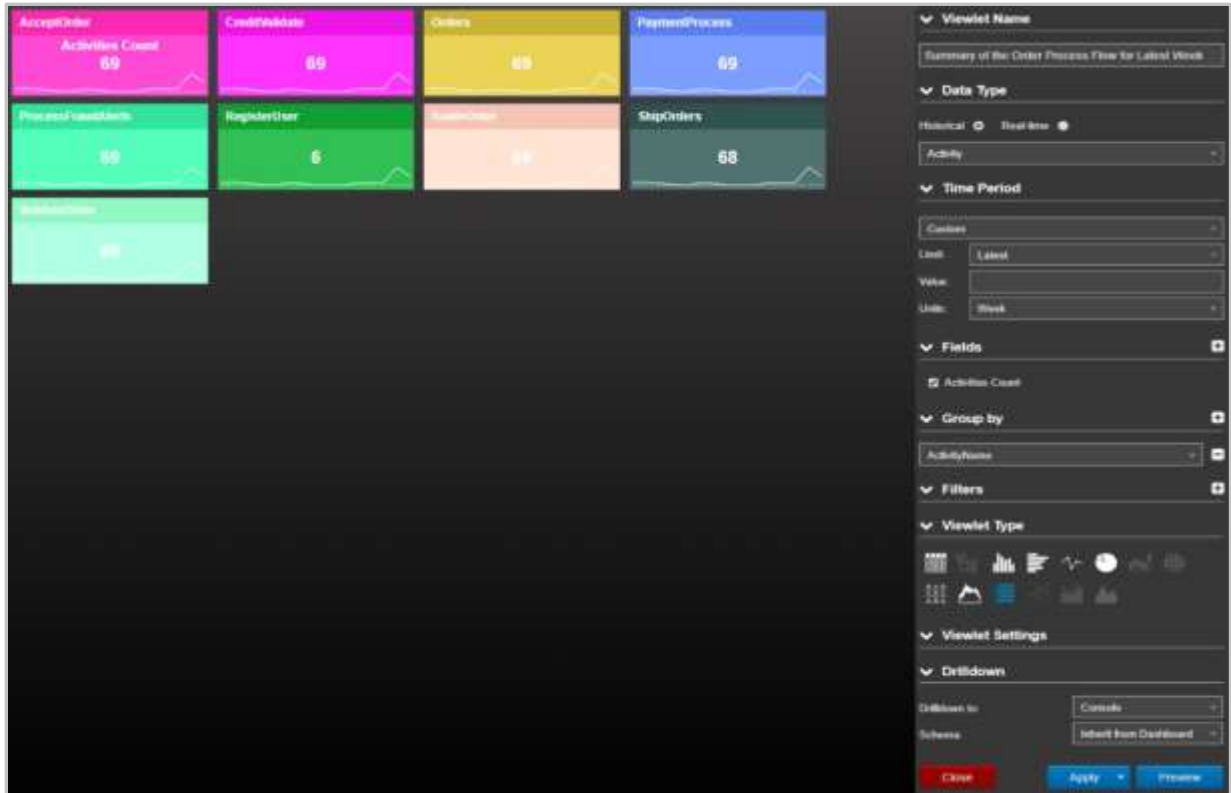 AcceptOrder
Activities Count
69
CreditValidate
69
Orders
69
PaymentProcess
69
ProcessFraudAlerts
69
RegisterUser
6
ShipOrders
68
Viewlet Name
Summary of the Order Process Flow for Latest Week
Data Type
Historical Real-time
Activity
Time Period
Custom
Limit: Latest
Value:
Units: Week
Fields
Activities Count
Group by
ActivityName
Filters
Viewlet Type
Viewlet Settings
Drilldown
Drilldown to: Console
Schema: Inherit from Dashboard
Close Apply Preview